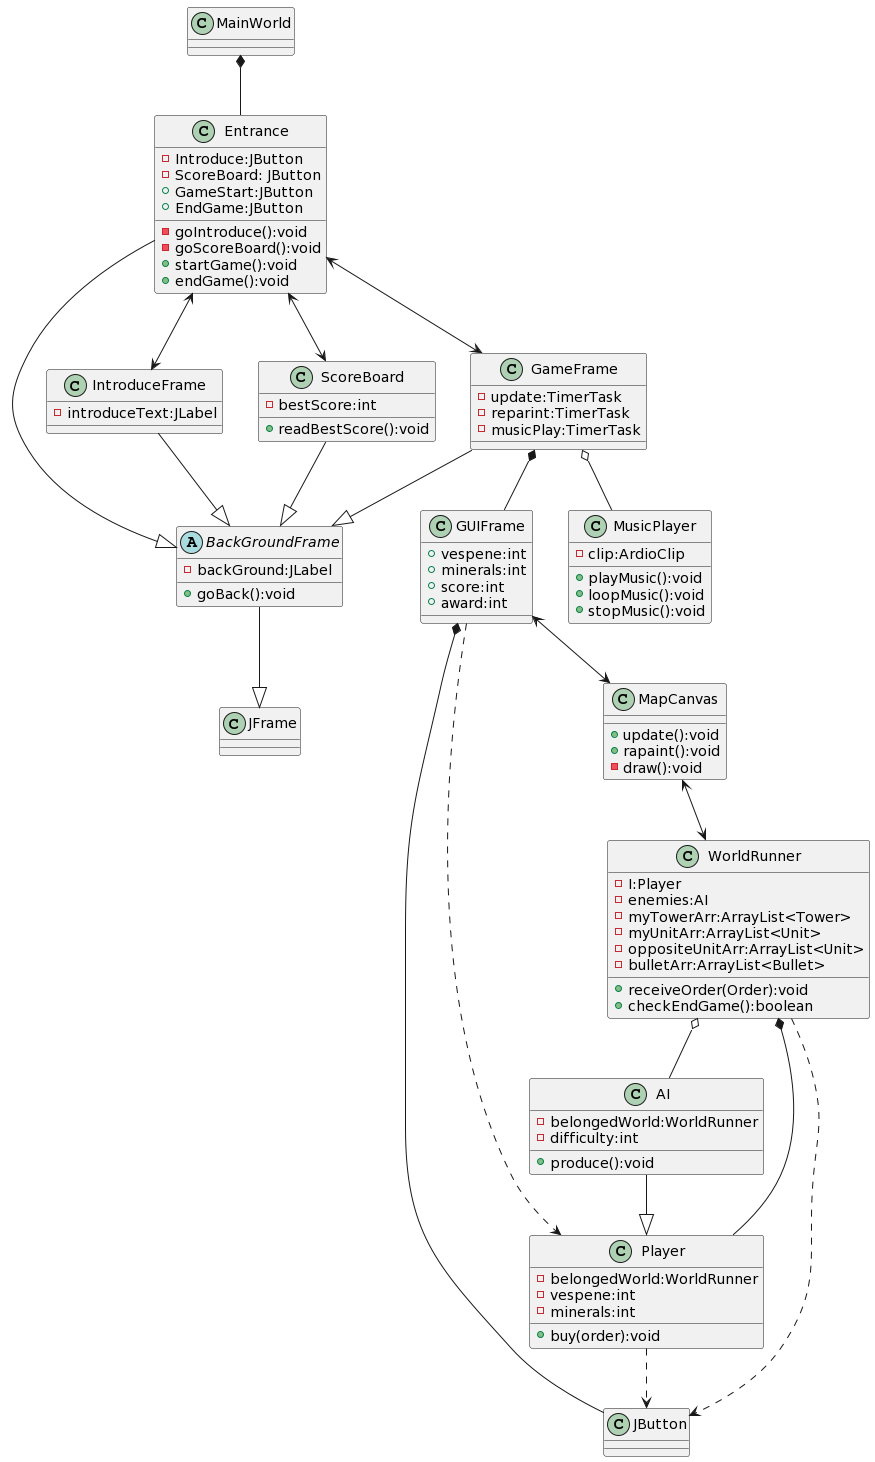 C MainWorld
C Entrance
Introduce:JButton
ScoreBoard: JButton
GameStart:JButton
EndGame:JButton
goIntroduce():void
goScoreBoard():void
startGame():void
endGame():void
C IntroduceFrame
introduceText:JLabel
C ScoreBoard
bestScore:int
readBestScore():void
C GameFrame
update:TimerTask
reparint:TimerTask
musicPlay:TimerTask
A BackGroundFrame
backGround:JLabel
goBack():void
C GUIFrame
vespene:int
minerals:int
score:int
award:int
C MusicPlayer
clip:ArdioClip
playMusic():void
loopMusic():void
stopMusic():void
C JFrame
C MapCanvas
update():void
rapaint():void
draw():void
C WorldRunner
I:Player
enemies:AI
myTowerArr:ArrayList<Tower>
myUnitArr:ArrayList<Unit>
oppositeUnitArr:ArrayList<Unit>
bulletArr:ArrayList<Bullet>
receiveOrder(Order):void
checkEndGame():boolean
C AI
belongedWorld:WorldRunner
difficulty:int
produce():void
C Player
belongedWorld:WorldRunner
vespene:int
minerals:int
buy(order):void
C JButton